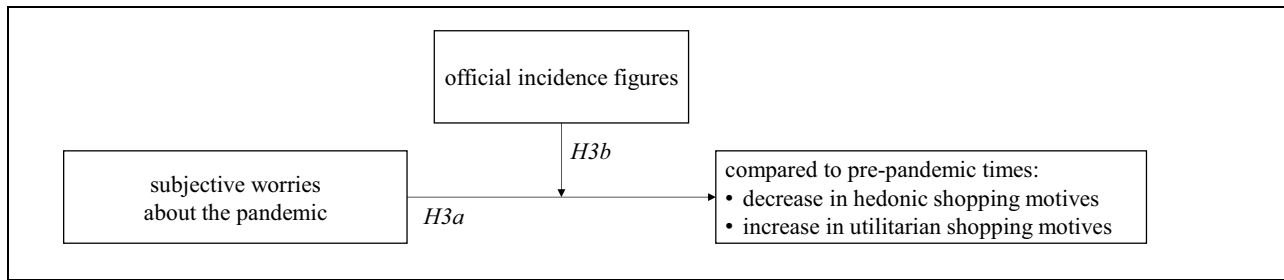 official incidence figures
H3b
subjective worries
about the pandemic
H3a
compared to pre-pandemic times:
• decrease in hedonic shopping motives
• increase in utilitarian shopping motives